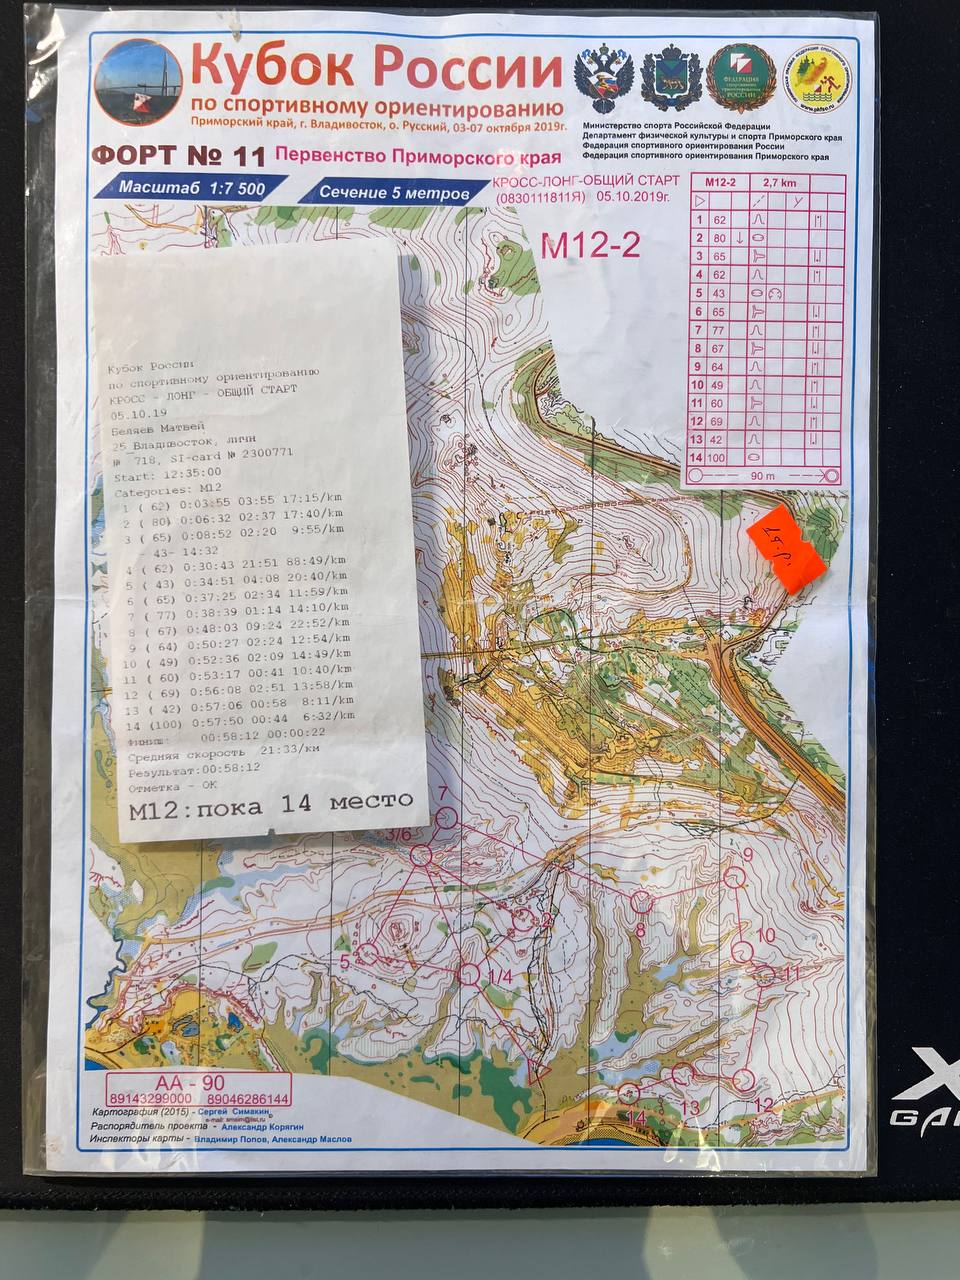 Кубок России
по спортивному ориентированию
Приморский край, г. Владивосток, о. Русский, 03-07 октября 2019г.
ФЕДЕРАЦИЯ
РОССИИ
Министерство спорта Российской Федерации
Департамент физической культуры и спорта Приморского края
Федерация спортивного ориентирования России
Федерация спортивного ориентирования Приморского края
ФОРТ № 11 Первенство Приморского края
Масштаб 1:7 500
Сечение 5 метров
КРОСС-ЛОНГ-ОБЩИЙ СТАРТ
(0830111811Я) 05.10.2019г.
М12-2
М12-2 2,7 km
1 62
2 80
3 65
4 62
5 43
6 65
7 77
8 67
9 64
10 49
11 60
12 69
13 42
14 100
90 m
Кубок России
по спортивному ориентированию
КРОСС - ЛОНГ - ОБЩИЙ СТАРТ
05.10.19
Беляев Матвей
25 Владивосток, личн
№ 718, SI-card № 2300771
Start: 12:35:00
Categories: М12
1 ( 62) 0:03:55 03:55 17:15/km
2 ( 80) 0:06:32 02:37 17:40/km
3 ( 65) 0:08:52 02:20 9:55/km
- 43- 14:32
4 ( 62) 0:30:43 21:51 88:49/km
5 ( 43) 0:34:51 04:08 20:40/km
6 ( 65) 0:37:25 02:34 11:59/km
7 ( 77) 0:38:39 01:14 14:10/km
8 ( 67) 0:48:03 09:24 22:52/km
9 ( 64) 0:50:27 02:24 12:54/km
10 ( 49) 0:52:36 02:09 14:49/km
11 ( 60) 0:53:17 00:41 10:40/km
12 ( 69) 0:56:08 02:51 13:58/km
13 ( 42) 0:57:06 00:58 8:11/km
14 (100) 0:57:50 00:44 6:32/km
Финиш: 00:58:12 00:00:22
Средняя скорость 21:33/км
Результат:00:58:12
Отметка - ОК
М12:пока 14 место
7
3/6
9
2
8
10
5
1/4
11
14
13
12
АА - 90
89143299000 89046286144
Картография (2015) - Сергей Симакин
Распорядитель проекта - Александр Корягин
Инспекторы карты - Владимир Попов, Александр Маслов